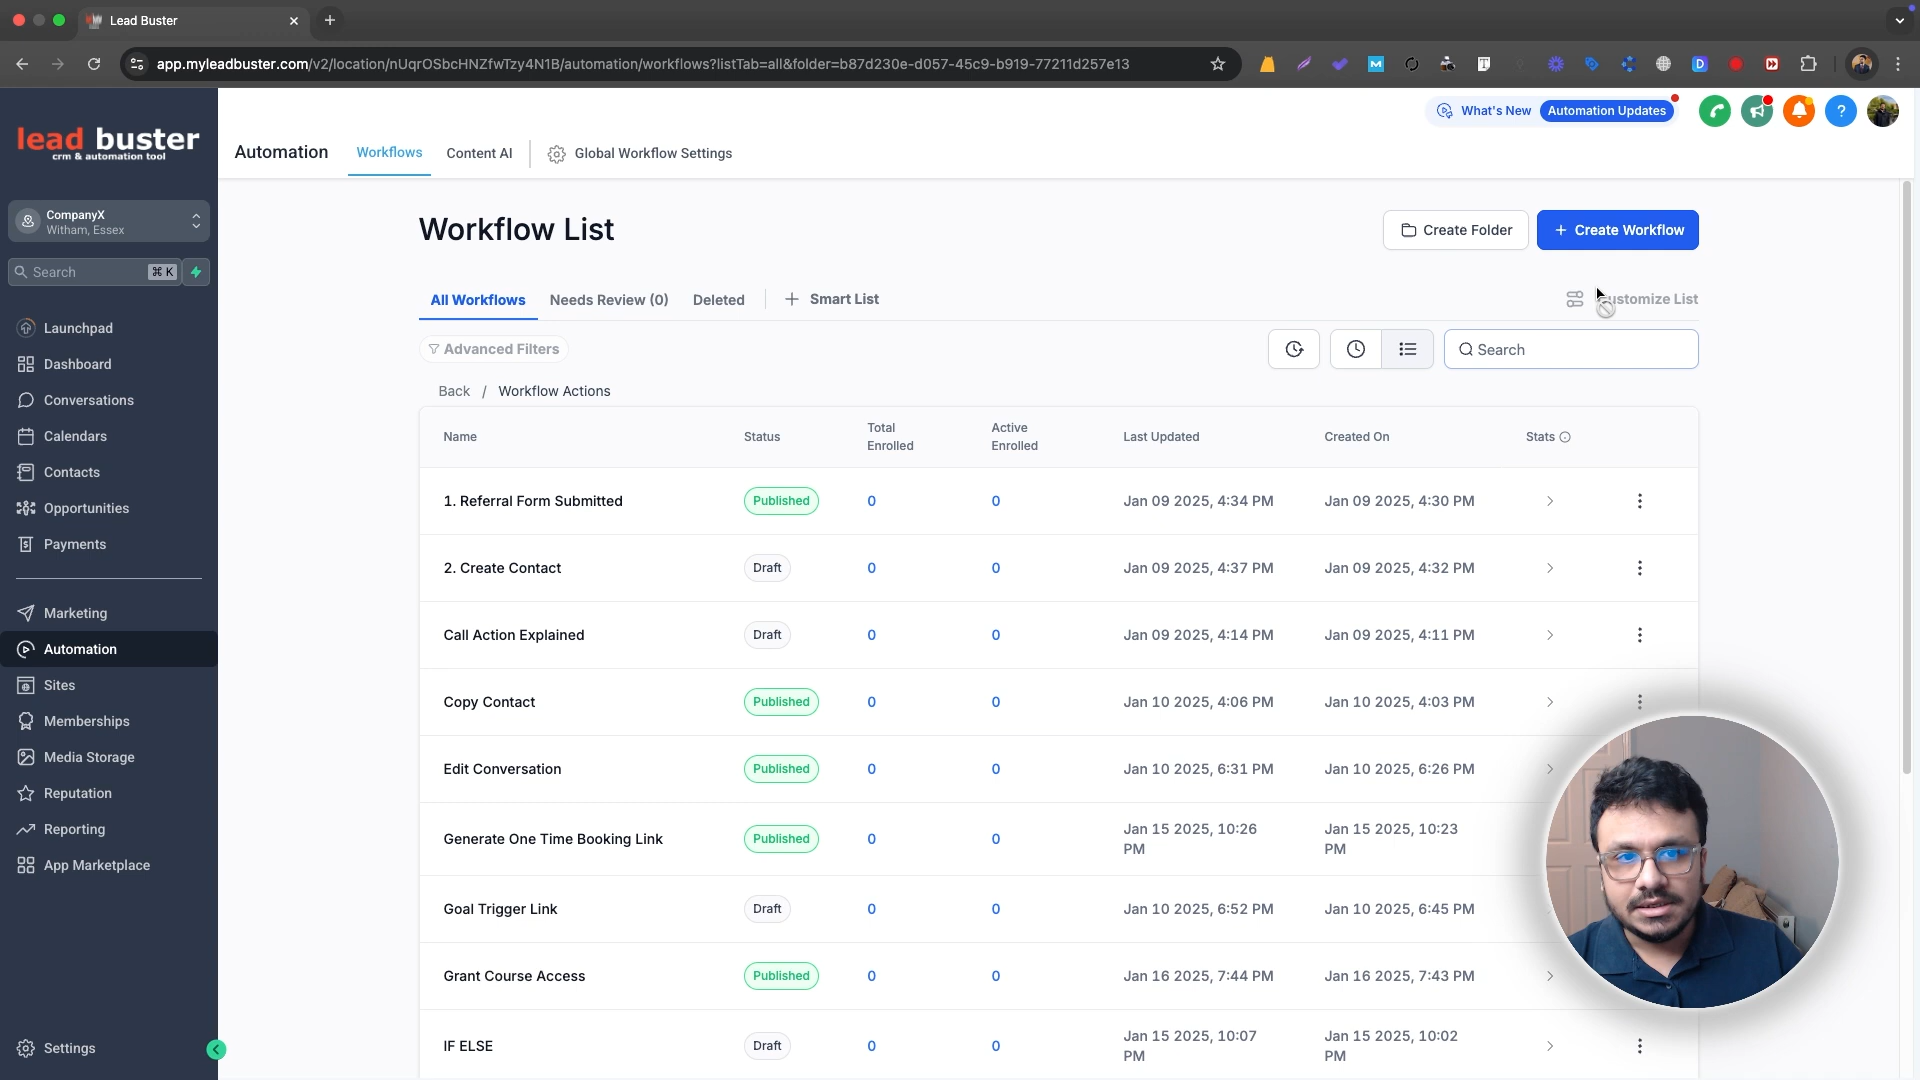 Lead Buster
app.myleadbuster.com/v2/location/nUqrOSbcHNZfwTzy4N1B/automation/workflows?listTab=all&folder=b87d230e-d057-45c9-b919-77211d257e13
What's New Automation Updates
lead buster
crm & automation tool
Automation Workflows Content AI Global Workflow Settings
CompanyX
Witham, Essex
Search ⌘ K
Launchpad
Dashboard
Conversations
Calendars
Contacts
Opportunities
Payments
Marketing
Automation
Sites
Memberships
Media Storage
Reputation
Reporting
App Marketplace
Settings
Workflow List
Create Folder
+ Create Workflow
All Workflows Needs Review (0) Deleted + Smart List
ustomize List
Advanced Filters
Search
Back / Workflow Actions
Name Status Total Enrolled Active Enrolled Last Updated Created On Stats
1. Referral Form Submitted Published 0 0 Jan 09 2025, 4:34 PM Jan 09 2025, 4:30 PM
2. Create Contact Draft 0 0 Jan 09 2025, 4:37 PM Jan 09 2025, 4:32 PM
Call Action Explained Draft 0 0 Jan 09 2025, 4:14 PM Jan 09 2025, 4:11 PM
Copy Contact Published 0 0 Jan 10 2025, 4:06 PM Jan 10 2025, 4:03 PM
Edit Conversation Published 0 0 Jan 10 2025, 6:31 PM Jan 10 2025, 6:26 PM
Generate One Time Booking Link Published 0 0 Jan 15 2025, 10:26 PM Jan 15 2025, 10:23 PM
Goal Trigger Link Draft 0 0 Jan 10 2025, 6:52 PM Jan 10 2025, 6:45 PM
Grant Course Access Published 0 0 Jan 16 2025, 7:44 PM Jan 16 2025, 7:43 PM
IF ELSE Draft 0 0 Jan 15 2025, 10:07 PM Jan 15 2025, 10:02 PM